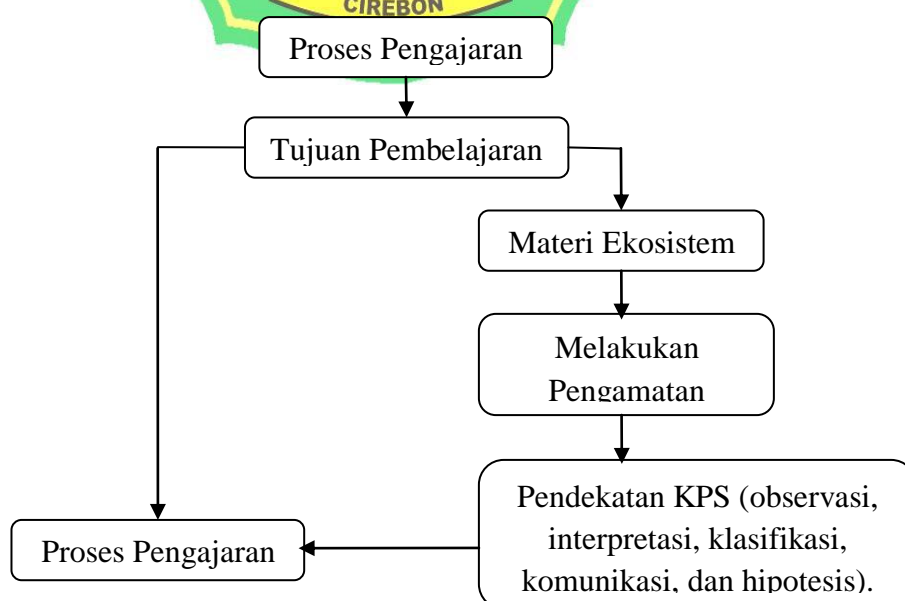 CIREBON
Proses Pengajaran
Tujuan Pembelajaran
Materi Ekosistem
Melakukan
Pengamatan
Pendekatan KPS (observasi,
interpretasi, klasifikasi,
komunikasi, dan hipotesis).
Proses Pengajaran